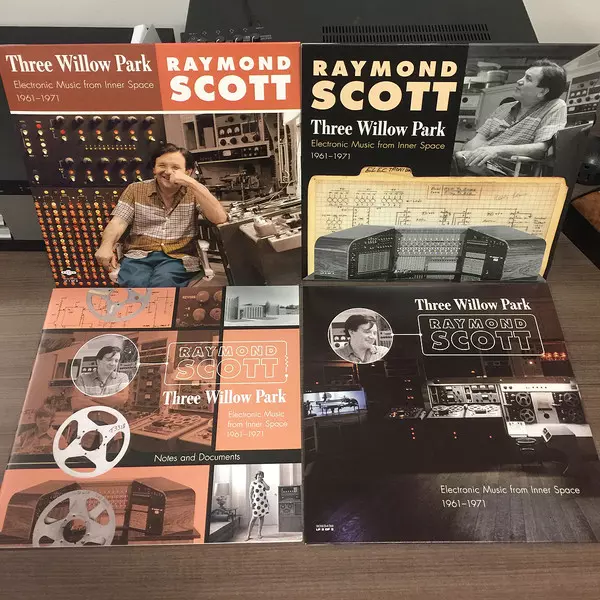 Three Willow Park
Electronic Music from Inner Space
1961–1971
RAYMOND
SCOTT
RAYMOND
SCOTT
Three Willow Park
Electronic Music from Inner Space
1961–1971
RAYMOND
SCOTT
Three Willow Park
Electronic Music
from Inner Space
1961–1971
Notes and Documents
Three Willow Park
RAYMOND
SCOTT
Electronic Music from Inner Space
1961–1971